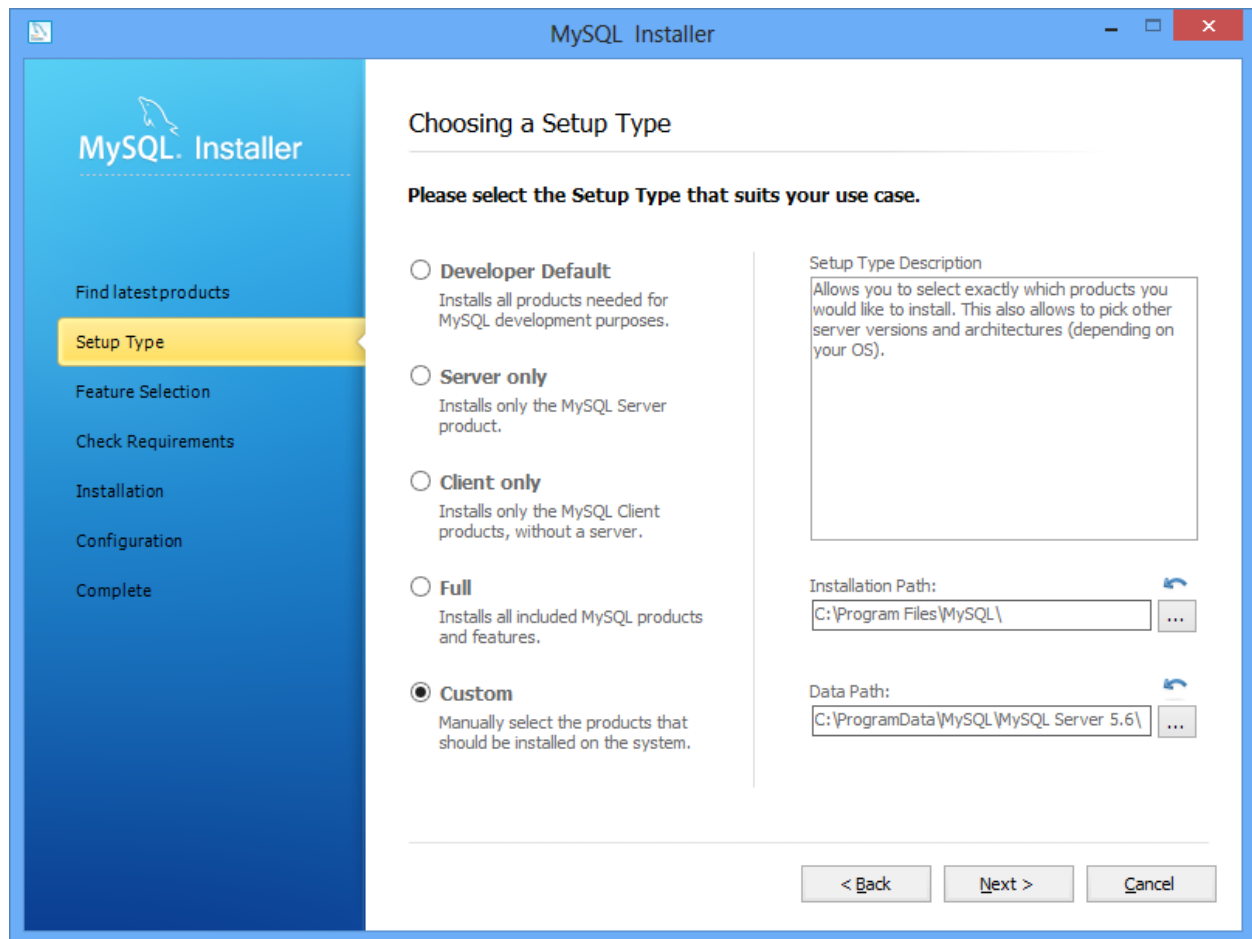 MySQL Installer
MySQL. Installer
Find latest products
Setup Type
Feature Selection
Check Requirements
Installation
Configuration
Complete
Choosing a Setup Type
Please select the Setup Type that suits your use case.
Developer Default
Installs all products needed for
MySQL development purposes.
Server only
Installs only the MySQL Server
product.
Client only
Installs only the MySQL Client
products, without a server.
Full
Installs all included MySQL products
and features.
Custom
Manually select the products that
should be installed on the system.
Setup Type Description
Allows you to select exactly which products you
would like to install. This also allows to pick other
server versions and architectures (depending on
your OS).
Installation Path:
C:\Program Files\MySQL\
...
Data Path:
C:\ProgramData\MySQL\MySQL Server 5.6\
...
< Back
Next >
Cancel